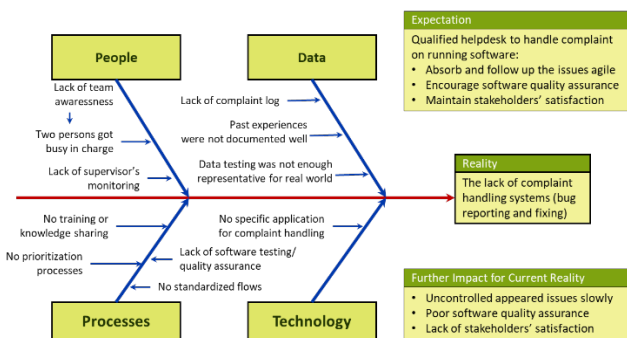 People
Lack of team
awaressness
Two persons got
busy in charge
Lack of supervisor's
monitoring
Data
Lack of complaint log
Past experiences
were not documented well
Data testing was not enough
representative for real world
Expectation
Qualified helpdesk to handle complaint
on running software:
• Absorb and follow up the issues agile
• Encourage software quality assurance
• Maintain stakeholders' satisfaction
Reality
The lack of complaint
handling systems (bug
reporting and fixing)
No training or
knowledge sharing
No prioritization
processes
Lack of software testing/
quality assurance
No standardized flows
Processes
No specific application
for complaint handling
Technology
Further Impact for Current Reality
• Uncontrolled appeared issues slowly
• Poor software quality assurance
• Lack of stakeholders' satisfaction